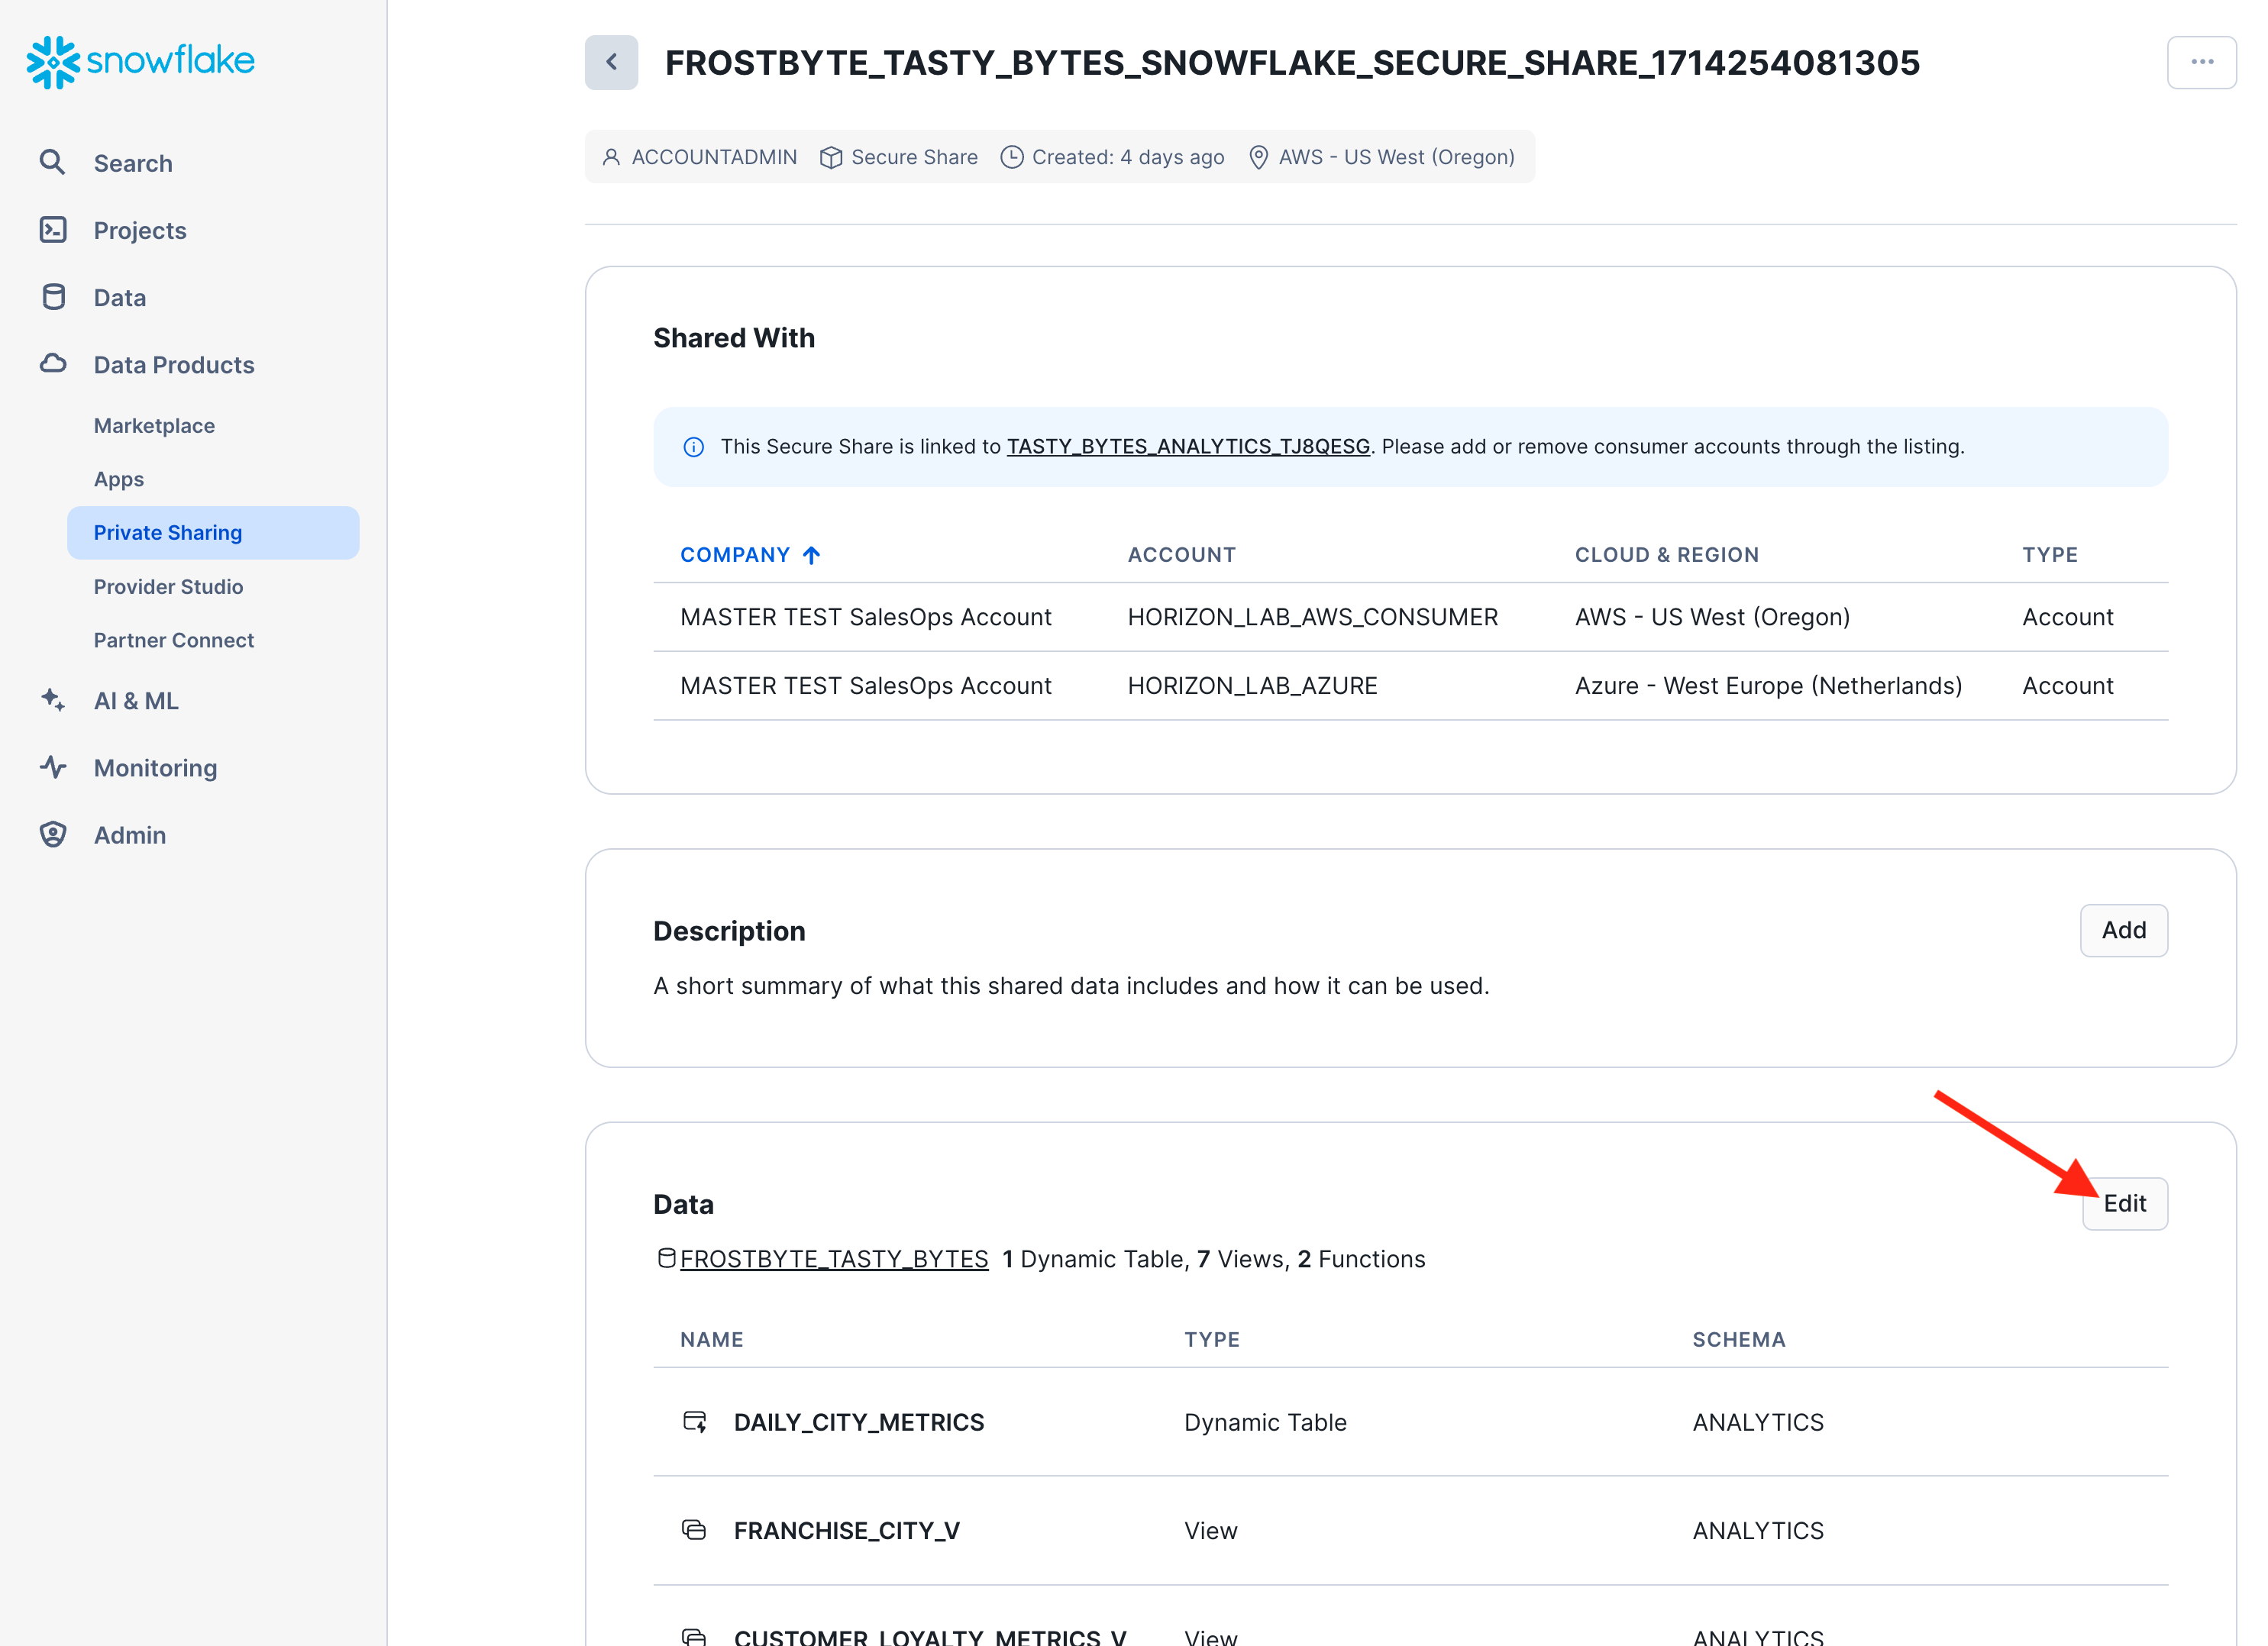 snowflake
Search
Projects
Data
Data Products
Marketplace
Apps
Private Sharing
Provider Studio
Partner Connect
AI & ML
Monitoring
Admin
FROSTBYTE_TASTY_BYTES_SNOWFLAKE_SECURE_SHARE_1714254081305
ACCOUNTADMIN Secure Share Created: 4 days ago AWS - US West (Oregon)
Shared With
This Secure Share is linked to TASTY_BYTES_ANALYTICS_TJ8QESG. Please add or remove consumer accounts through the listing.
COMPANY ACCOUNT CLOUD & REGION TYPE
MASTER TEST SalesOps Account HORIZON_LAB_AWS_CONSUMER AWS - US West (Oregon) Account
MASTER TEST SalesOps Account HORIZON_LAB_AZURE Azure - West Europe (Netherlands) Account
Description
Add
A short summary of what this shared data includes and how it can be used.
Data
Edit
FROSTBYTE_TASTY_BYTES 1 Dynamic Table, 7 Views, 2 Functions
NAME TYPE SCHEMA
DAILY_CITY_METRICS Dynamic Table ANALYTICS
FRANCHISE_CITY_V View ANALYTICS
CUSTOMER_LOYALTY_METRICS_V View ANALYTICS